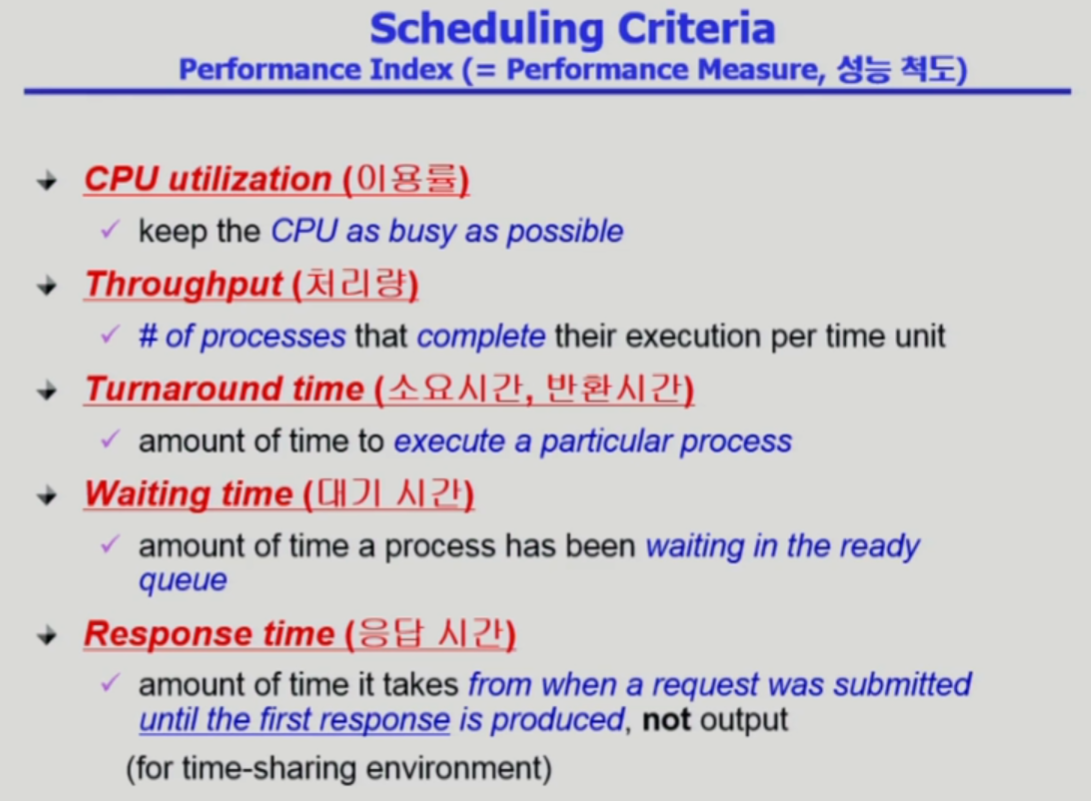 Scheduling Criteria
Performance Index (= Performance Measure, 성능 척도)
CPU utilization (이용률)
✓ keep the CPU as busy as possible
Throughput (처리량)
✓ # of processes that complete their execution per time unit
Turnaround time (소요시간, 반환시간)
✓ amount of time to execute a particular process
Waiting time (대기 시간)
✓ amount of time a process has been waiting in the ready
queue
Response time (응답 시간)
✓ amount of time it takes from when a request was submitted
until the first response is produced, not output
(for time-sharing environment)